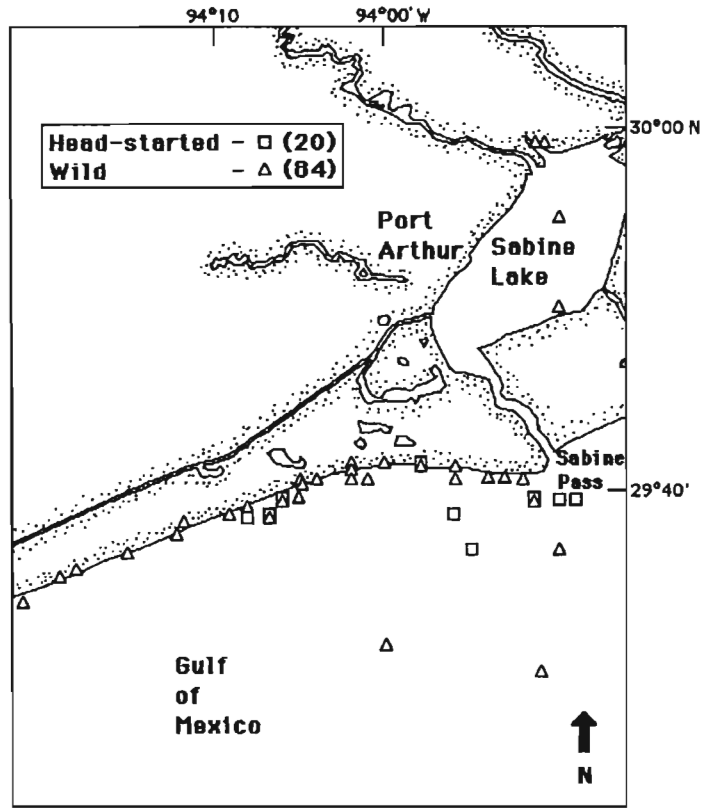 94°10'
94°00' W
30°00 N
Head-started - □ (20)
Wild - △ (84)
Port
Arthur
Sabine
Lake
Sabine
Pass
29°40'
Gulf
of
Mexico
N